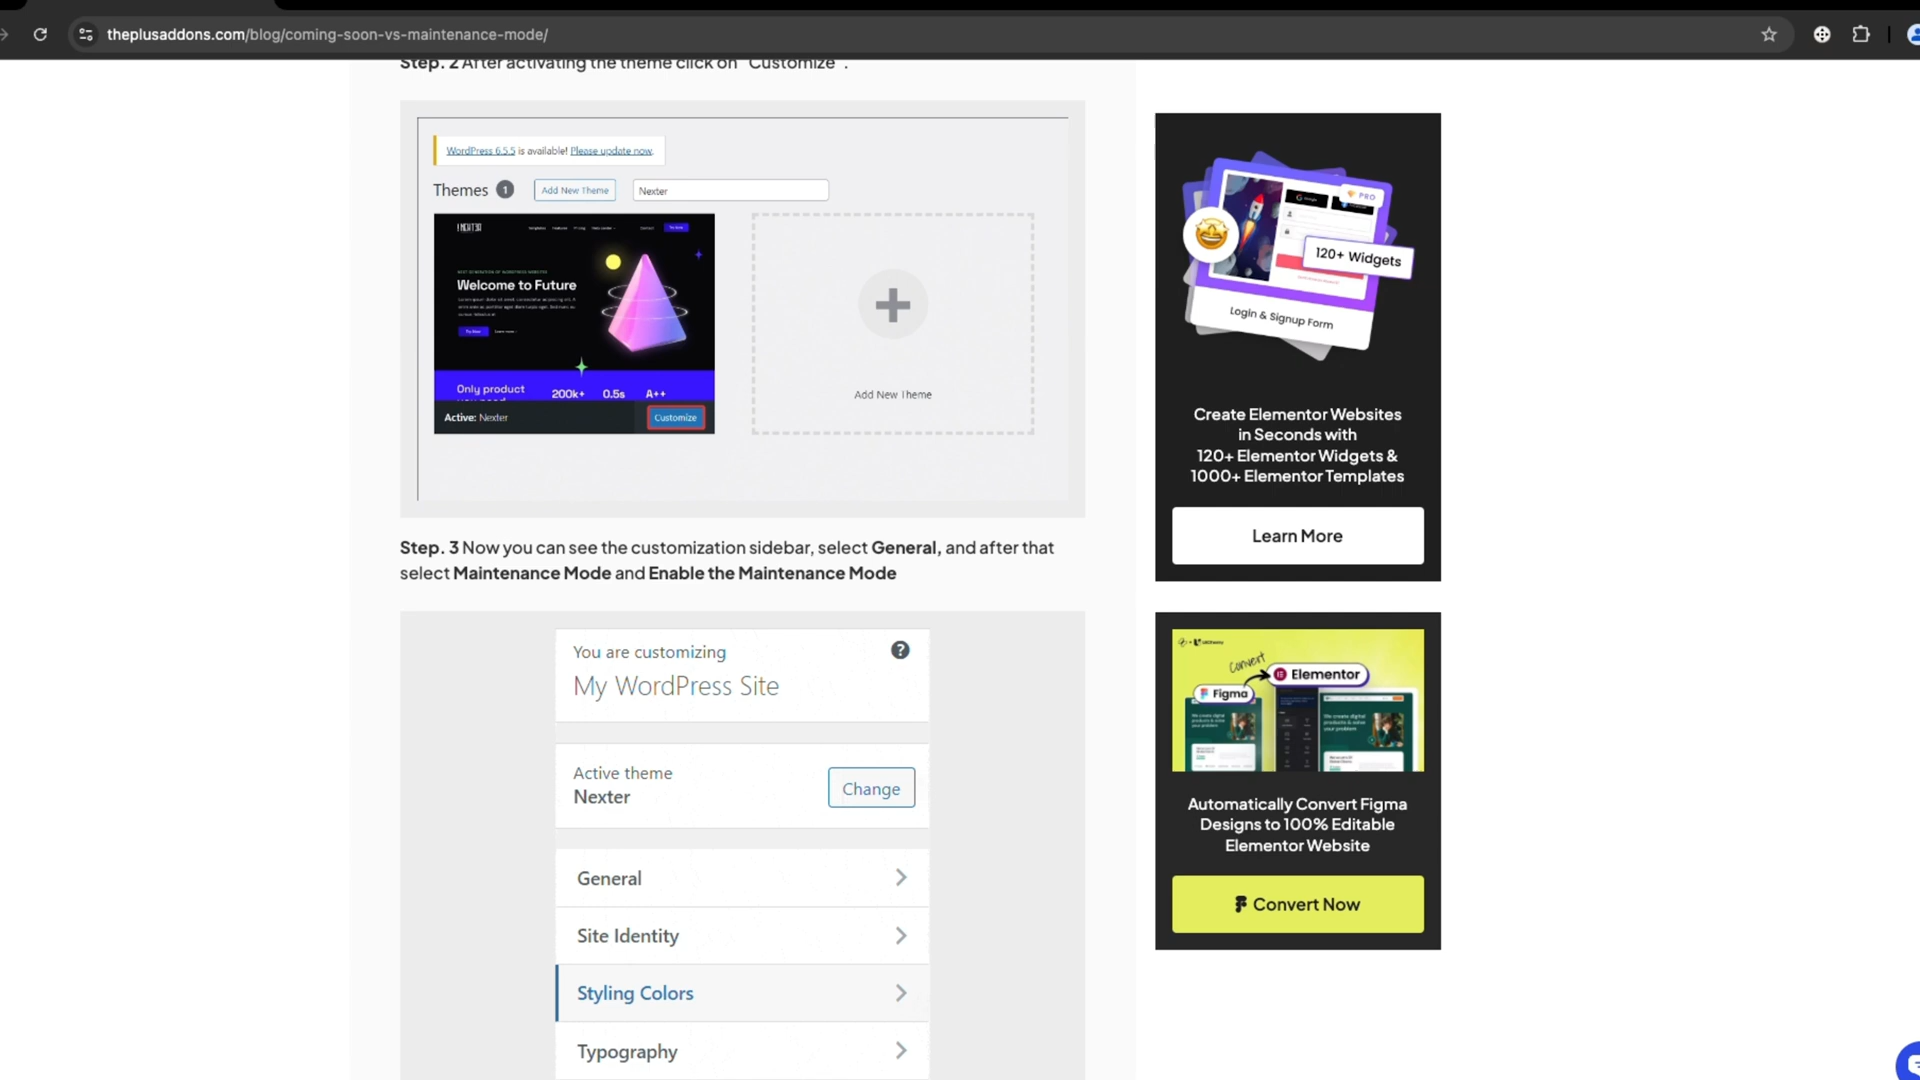 theplusaddons.com/blog/coming-soon-vs-maintenance-mode/
Step. 2 After activating the theme click on "Customize".
WordPress 6.5.5 is available! Please update now.
Themes 1 Add New Theme Nexter
Welcome to Future
Only product
200k+ 0.5s A++
Active: Nexter Customize
Add New Theme
Step. 3 Now you can see the customization sidebar, select General, and after that
select Maintenance Mode and Enable the Maintenance Mode
You are customizing
My WordPress Site
?
Active theme
Nexter
Change
General
Site Identity
Styling Colors
Typography
PRO
120+ Widgets
Login & Signup Form
Create Elementor Websites
in Seconds with
120+ Elementor Widgets &
1000+ Elementor Templates
Learn More
Convert
Elementor
Figma
Automatically Convert Figma
Designs to 100% Editable
Elementor Website
Convert Now